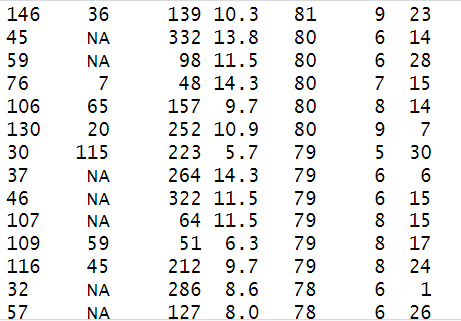 146 36 139 10.3 81 9 23
45 NA 332 13.8 80 6 14
59 NA 98 11.5 80 6 28
76 7 48 14.3 80 7 15
106 65 157 9.7 80 8 14
130 20 252 10.9 80 9 7
30 115 223 5.7 79 5 30
37 NA 264 14.3 79 6 6
46 NA 322 11.5 79 6 15
107 NA 64 11.5 79 8 15
109 59 51 6.3 79 8 17
116 45 212 9.7 79 8 24
32 NA 286 8.6 78 6 1
57 NA 127 8.0 78 6 26